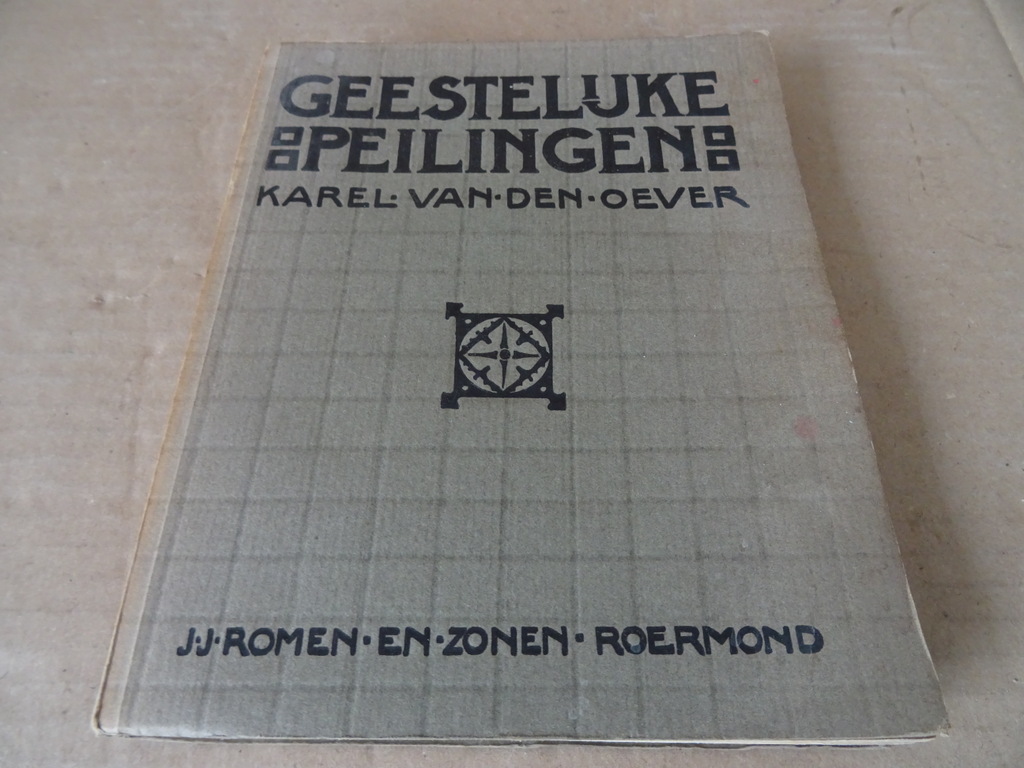 GEESTELIJKE
PEILINGEN
KAREL·VAN·DEN·OEVER
J·J·ROMEN·EN·ZONEN·ROERMOND